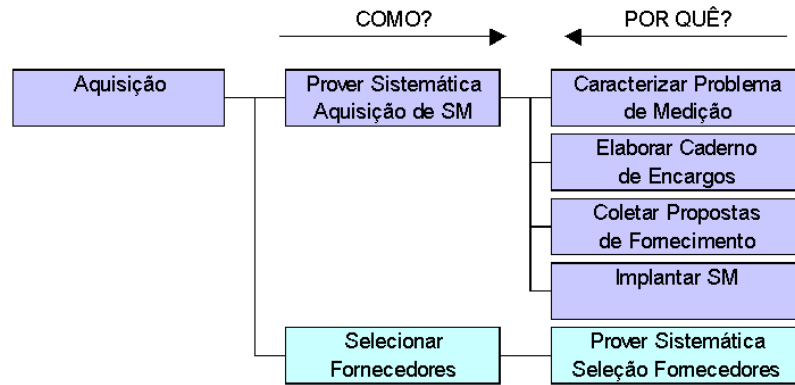 COMO?
POR QUÊ?
Aquisição
Prover Sistemática
Aquisição de SM
Caracterizar Problema
de Medição
Elaborar Caderno
de Encargos
Coletar Propostas
de Fornecimento
Implantar SM
Selecionar
Fornecedores
Prover Sistemática
Seleção Fornecedores